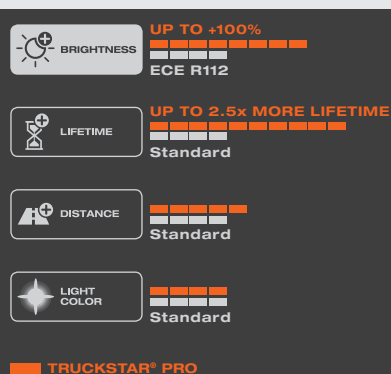 UP TO +100%
BRIGHTNESS
ECE R112
UP TO 2.5x MORE LIFETIME
LIFETIME
Standard
DISTANCE
Standard
LIGHT
COLOR
Standard
TRUCKSTAR® PRO